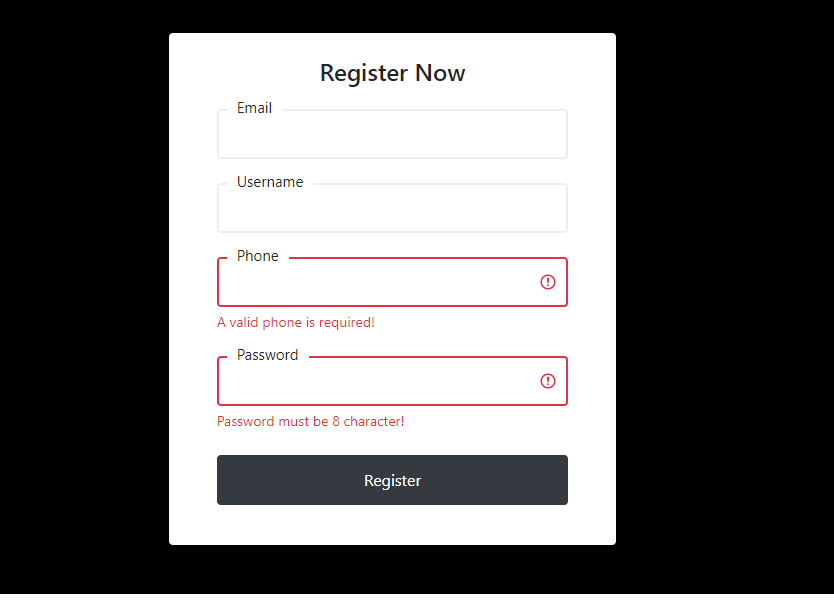 Register Now
Email
Username
Phone
A valid phone is required!
Password
Password must be 8 character!
Register